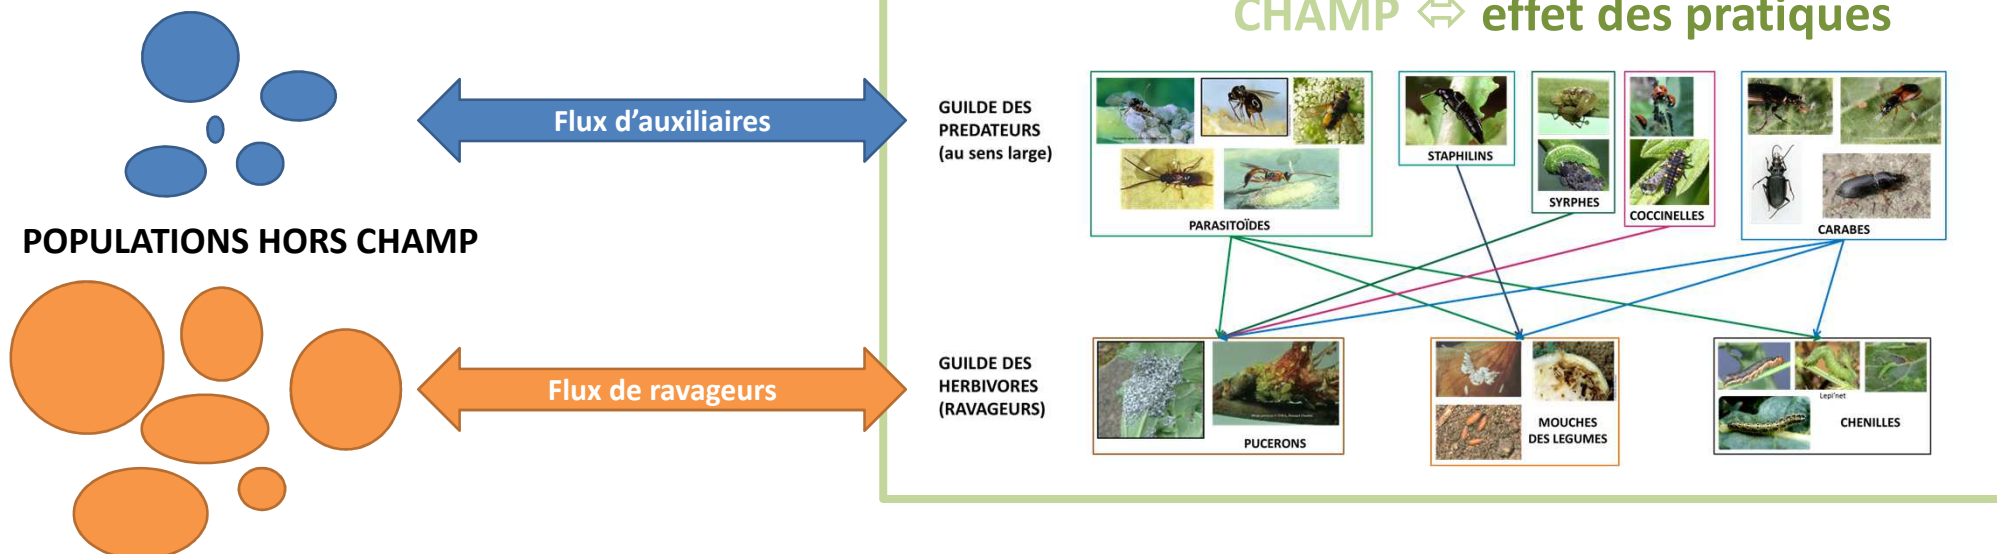 CHAMP ⇔ effet des pratiques
Flux d'auxiliaires
GUILDE DES
PREDATEURS
(au sens large)
PARASITOÏDES
STAPHILINS
SYRPHES
COCCINELLES
CARABES
POPULATIONS HORS CHAMP
Flux de ravageurs
GUILDE DES
HERBIVORES
(RAVAGEURS)
PUCERONS
MOUCHES
DES LEGUMES
Lepi'net
CHENILLES